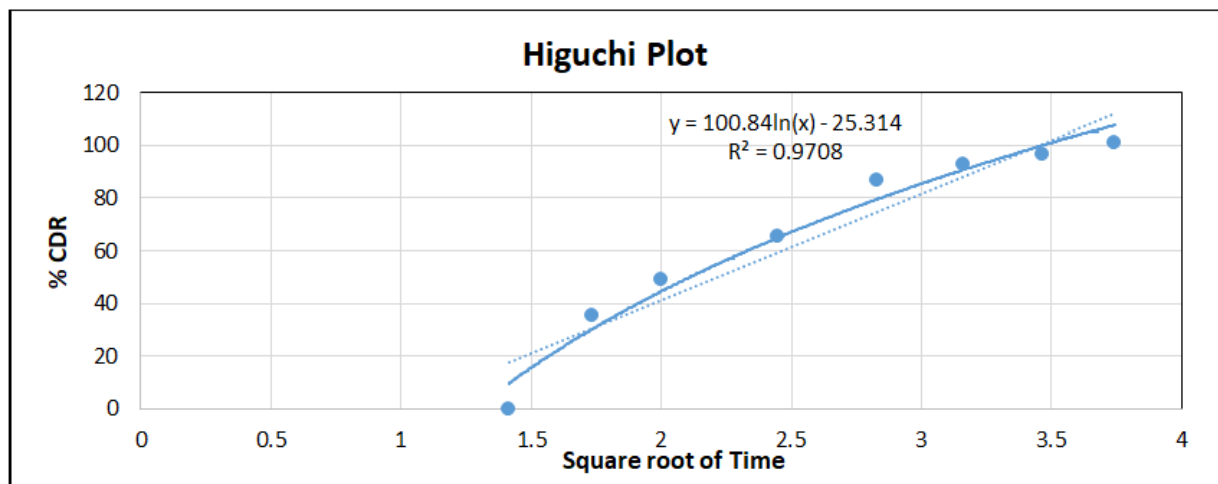 Higuchi Plot
y = 100.84ln(x) - 25.314
R² = 0.9708
% CDR
120
100
80
60
40
20
0
0 0.5 1 1.5 2 2.5 3 3.5 4
Square root of Time